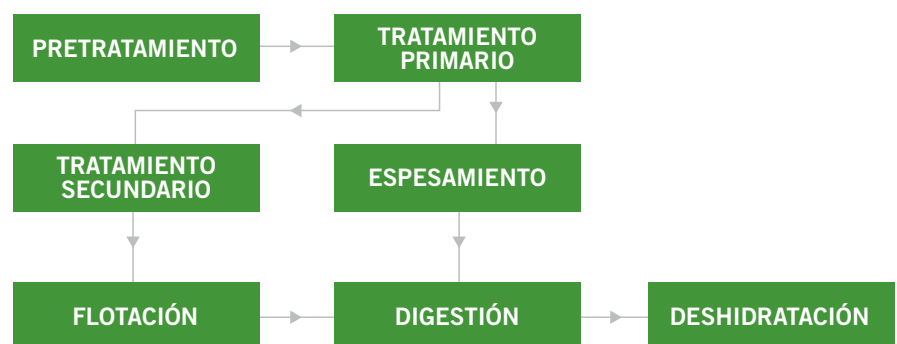 PRETRATAMIENTO
TRATAMIENTO
PRIMARIO
TRATAMIENTO
SECUNDARIO
ESPESAMIENTO
FLOTACIÓN
DIGESTIÓN
DESHIDRATACIÓN